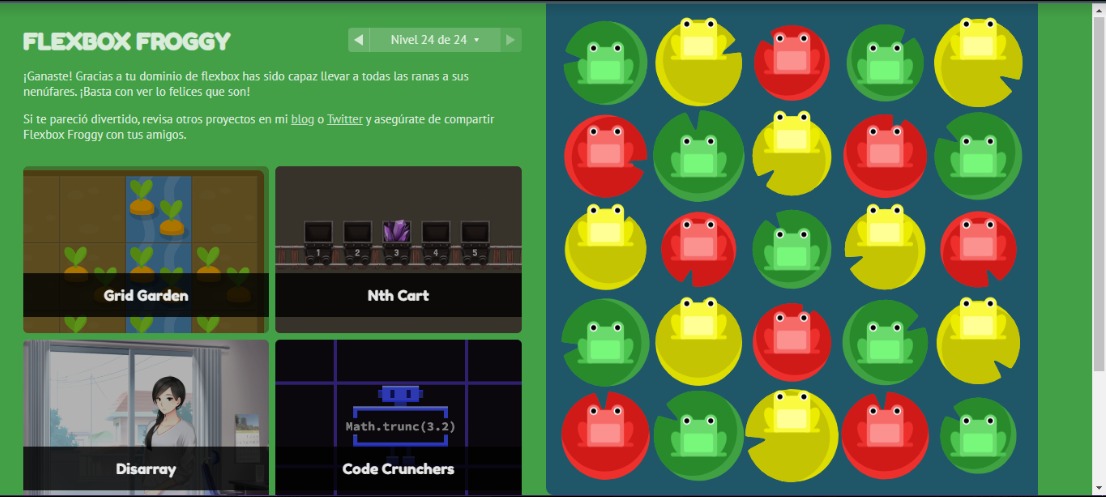 FLEXBOX FROGGY
◀ Nivel 24 de 24 ▾ ▶
¡Ganaste! Gracias a tu dominio de flexbox has sido capaz llevar a todas las ranas a sus
nenúfares. ¡Basta con ver lo felices que son!
Si te pareció divertido, revisa otros proyectos en mi blog o Twitter y asegúrate de compartir
Flexbox Froggy con tus amigos.
Grid Garden
1 2 3 4 5
Nth Cart
Disarray
Math.trunc(3.2)
Code Crunchers